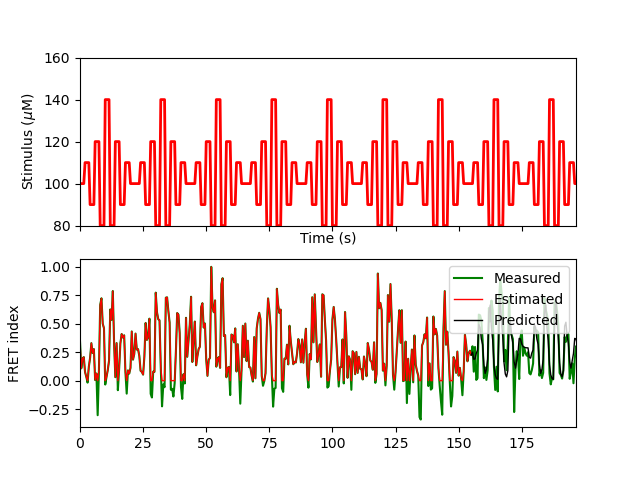 160
140
120
100
80
Stimulus (μM)
Time (s)
1.00
0.75
0.50
0.25
0.00
−0.25
FRET index
Measured
Estimated
Predicted
0 25 50 75 100 125 150 175